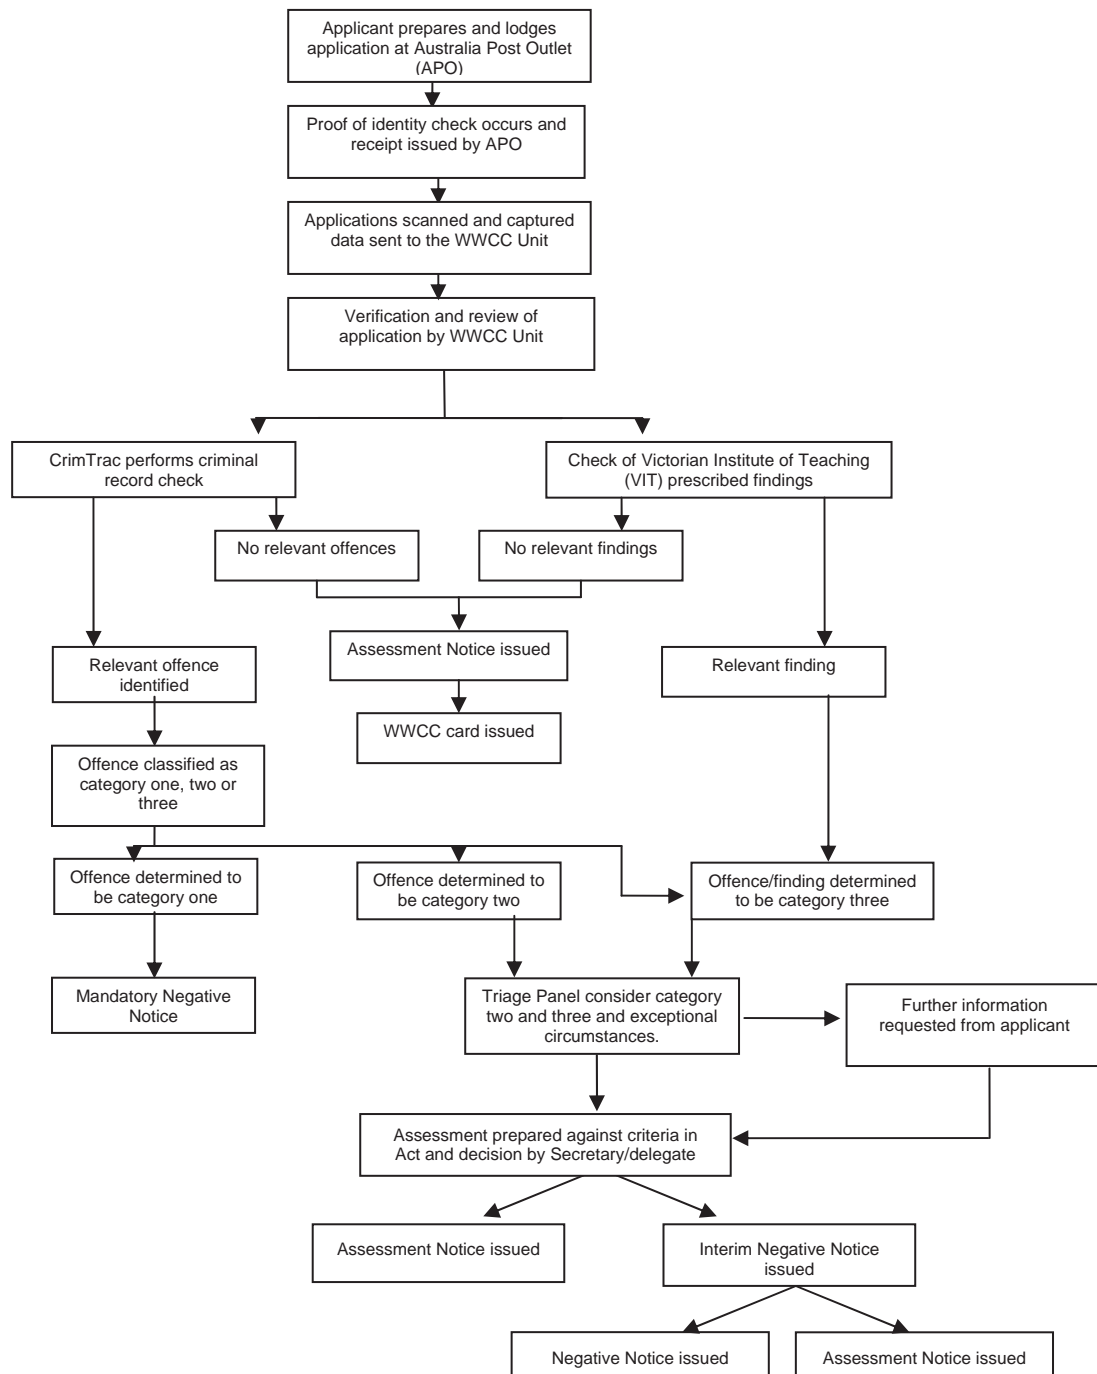 Applicant prepares and lodges
application at Australia Post Outlet
(APO)
Proof of identity check occurs and
receipt issued by APO
Applications scanned and captured
data sent to the WWCC Unit
Verification and review of
application by WWCC Unit
CrimTrac performs criminal
record check
Check of Victorian Institute of Teaching
(VIT) prescribed findings
No relevant offences
No relevant findings
Assessment Notice issued
Relevant offence
identified
Relevant finding
WWCC card issued
Offence classified as
category one, two or
three
Offence determined to
be category one
Offence determined to
be category two
Offence/finding determined
to be category three
Mandatory Negative
Notice
Triage Panel consider category
two and three and exceptional
circumstances.
Further information
requested from applicant
Assessment prepared against criteria in
Act and decision by Secretary/delegate
Assessment Notice issued
Interim Negative Notice
issued
Negative Notice issued
Assessment Notice issued